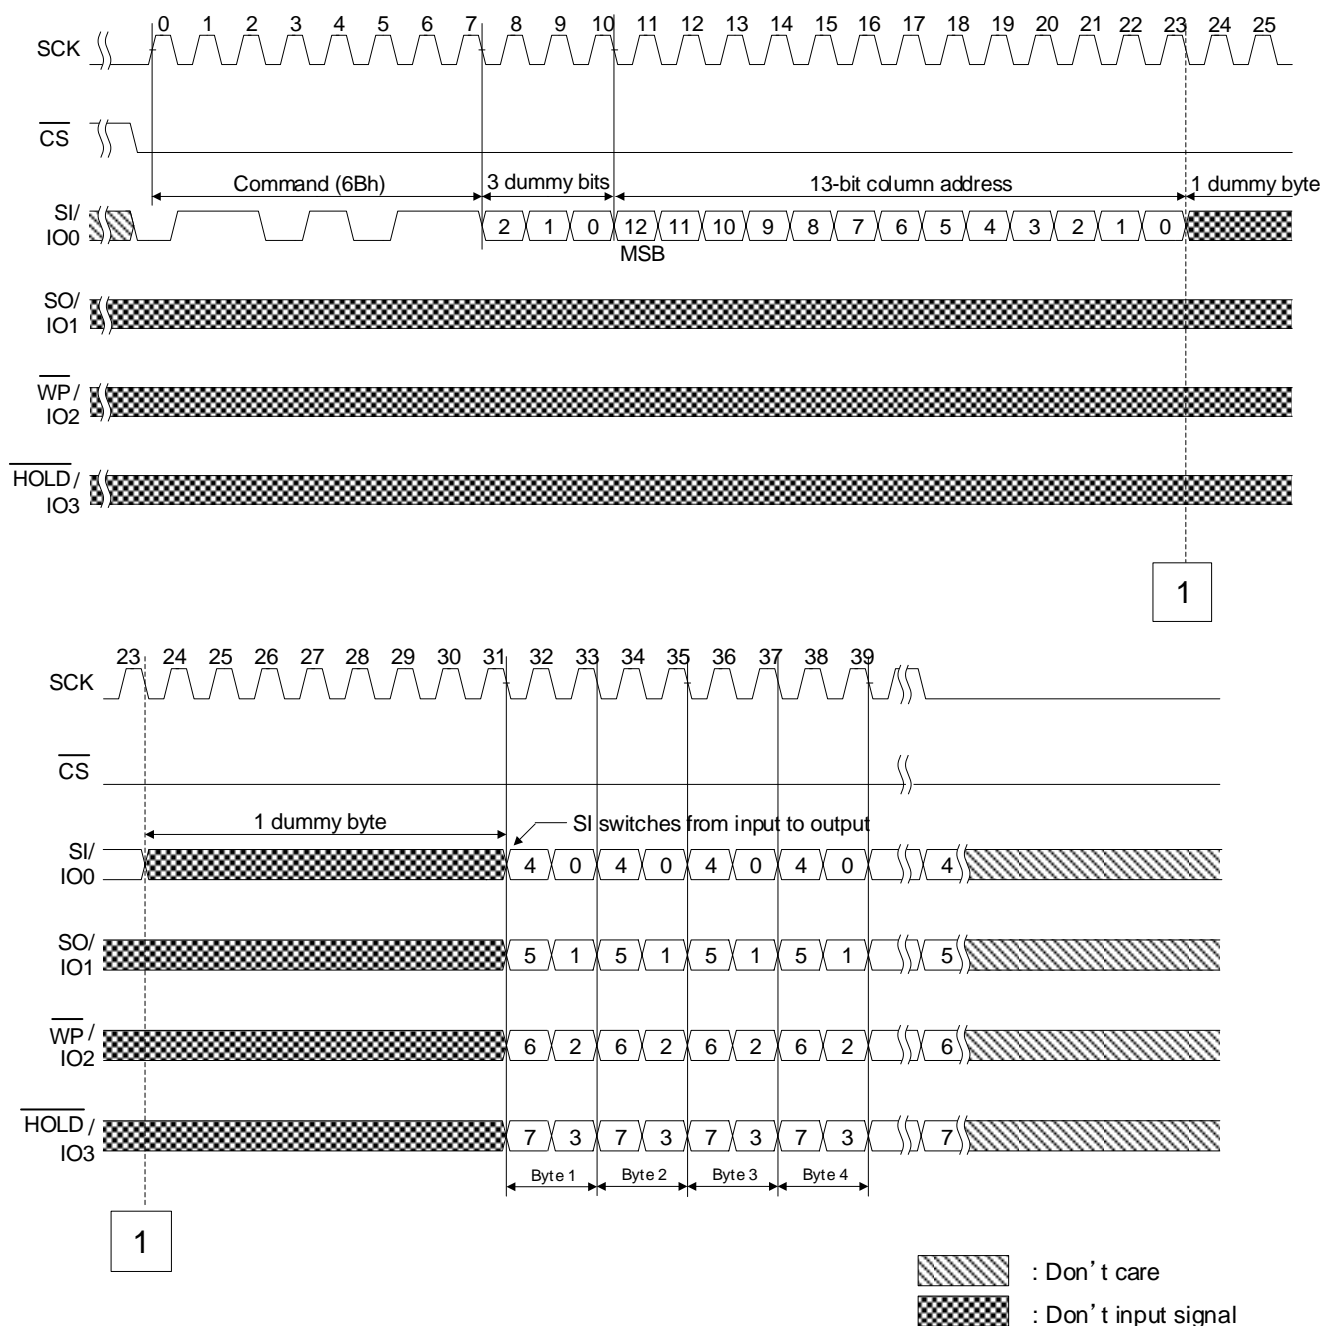 0 1 2 3 4 5 6 7 8 9 10 11 12 13 14 15 16 17 18 19 20 21 22 23 24 25
SCK
CS
Command (6Bh) 3 dummy bits 13-bit column address 1 dummy byte
SI/
IO0
2 1 0 12 11 10 9 8 7 6 5 4 3 2 1 0
MSB
SO/
IO1
WP/
IO2
HOLD/
IO3
1
23 24 25 26 27 28 29 30 31 32 33 34 35 36 37 38 39
SCK
CS
1 dummy byte SI switches from input to output
SI/
IO0
4 0 4 0 4 0 4 0 4
SO/
IO1
5 1 5 1 5 1 5 1 5
WP/
IO2
6 2 6 2 6 2 6 2 6
HOLD/
IO3
7 3 7 3 7 3 7 3 7
Byte 1 Byte 2 Byte 3 Byte 4
1
: Don't care
: Don't input signal